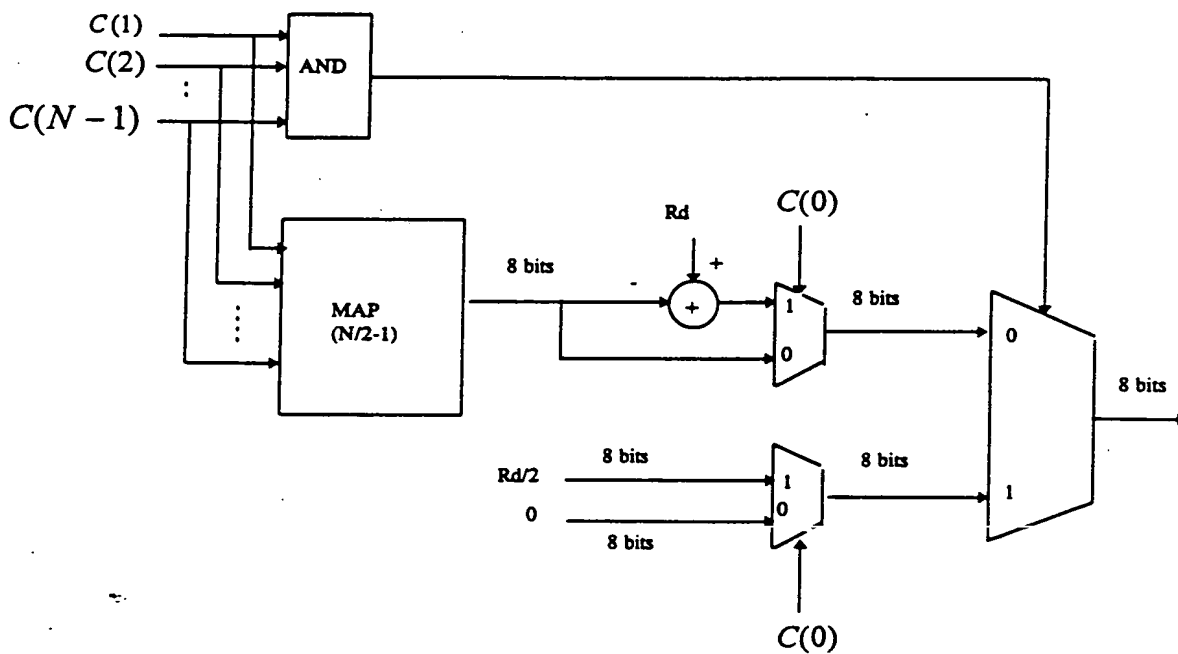 C(1)
C(2)
⋮
C(N − 1)
AND
C(0)
Rd
+
+
8 bits
1
0
8 bits
MAP
(N/2-1)
0
8 bits
8 bits
8 bits
Rd/2
1
0
0
8 bits
1
C(0)